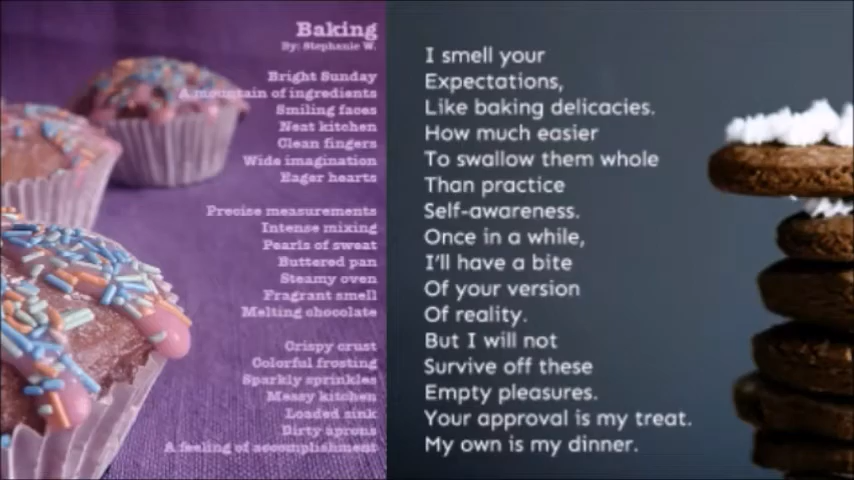 Baking
By: Stephanie W.
Bright Sunday
A mountain of ingredients
Smiling faces
Neat kitchen
Clean fingers
Wide imagination
Eager hearts
Precise measurements
Intense mixing
Pearls of sweat
Buttered pan
Steamy oven
Fragrant smell
Melting chocolate
Crispy crust
Colorful frosting
Sparkly sprinkles
Messy kitchen
Loaded sink
Dirty aprons
A feeling of accomplishment
I smell your
Expectations,
Like baking delicacies.
How much easier
To swallow them whole
Than practice
Self-awareness.
Once in a while,
I'll have a bite
Of your version
Of reality.
But I will not
Survive off these
Empty pleasures.
Your approval is my treat.
My own is my dinner.